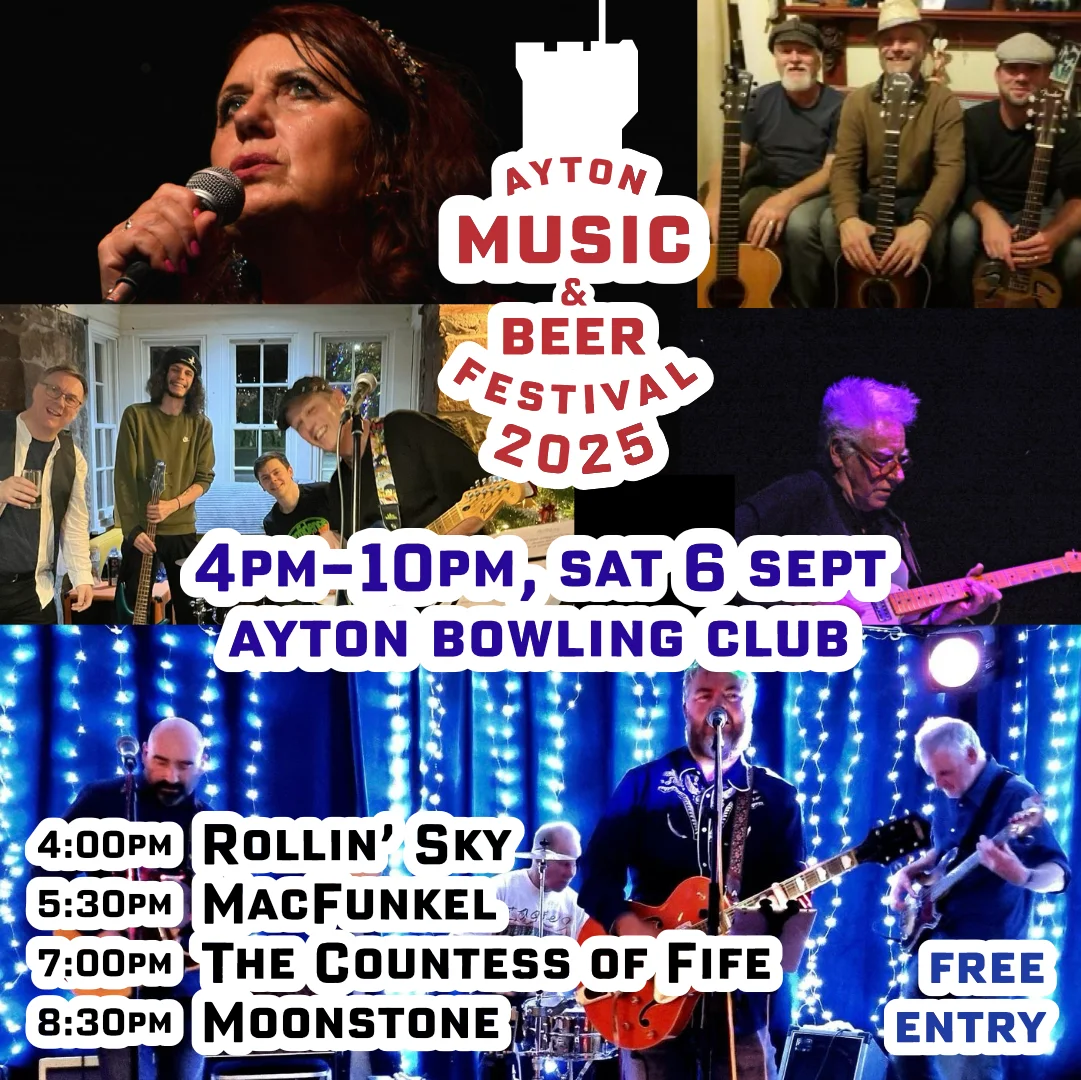 AYTON
MUSIC
&
BEER
FESTIVAL
2025
4PM–10PM, SAT 6 SEPT
AYTON BOWLING CLUB
4:00PM ROLLIN' SKY
5:30PM MACFUNKEL
7:00PM THE COUNTESS OF FIFE
8:30PM MOONSTONE
FREE
ENTRY